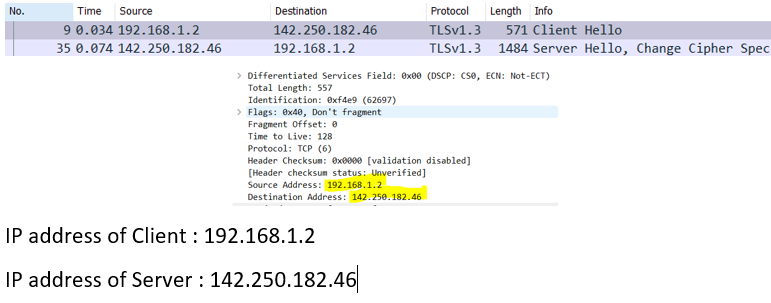 No. Time Source Destination Protocol Length Info
9 0.034 192.168.1.2 142.250.182.46 TLSv1.3 571 Client Hello
35 0.074 142.250.182.46 192.168.1.2 TLSv1.3 1484 Server Hello, Change Cipher Spec
Differentiated Services Field: 0x00 (DSCP: CS0, ECN: Not-ECT)
Total Length: 557
Identification: 0xf4e9 (62697)
Flags: 0x40, Don't fragment
Fragment Offset: 0
Time to Live: 128
Protocol: TCP (6)
Header Checksum: 0x0000 [validation disabled]
[Header checksum status: Unverified]
Source Address: 192.168.1.2
Destination Address: 142.250.182.46
IP address of Client : 192.168.1.2
IP address of Server : 142.250.182.46